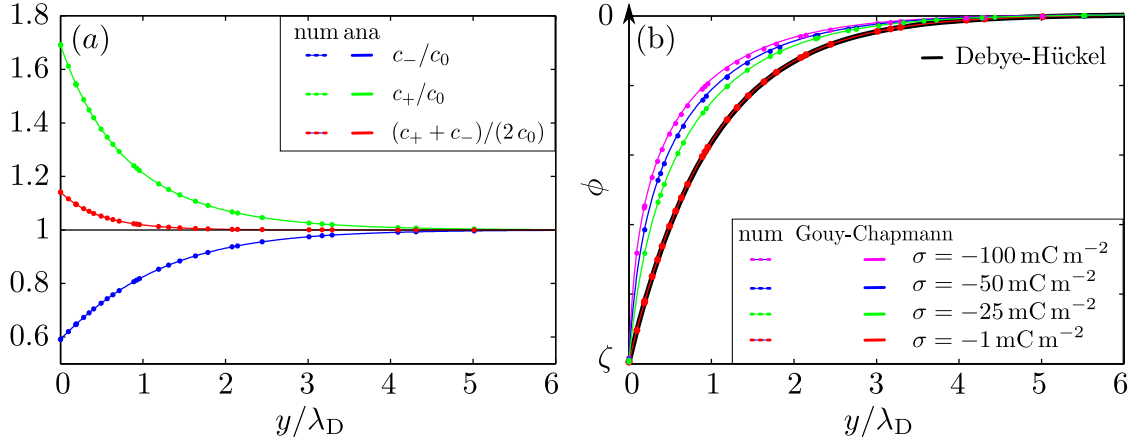 (a)
num ana
c₋/c₀
c₊/c₀
(c₊ + c₋)/(2 c₀)
1.8
1.6
1.4
1.2
1
0.8
0.6
0 1 2 3 4 5 6
y/λ_D
(b)
Debye-Hückel
num Gouy-Chapmann
σ = −100 mC m⁻²
σ = −50 mC m⁻²
σ = −25 mC m⁻²
σ = −1 mC m⁻²
0
ϕ
ζ
0 1 2 3 4 5 6
y/λ_D